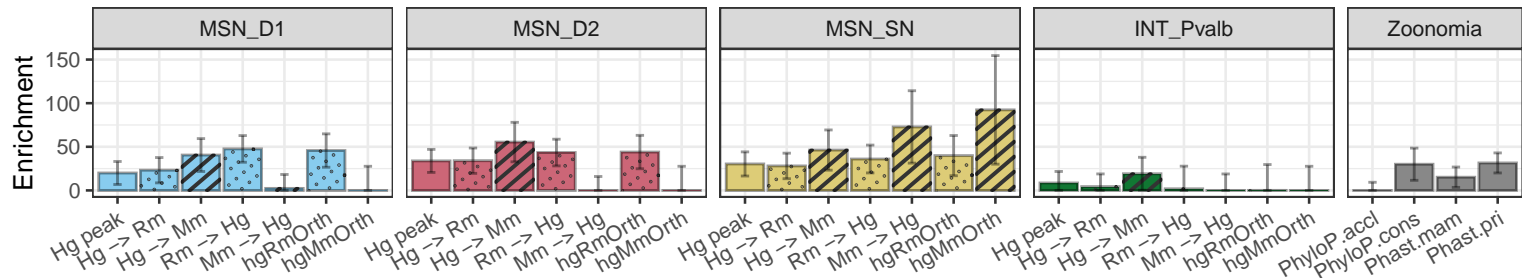 MSN_D1 MSN_D2 MSN_SN INT_Pvalb Zoonomia
Enrichment
150
100
50
0
Hg peak Hg -> Rm Hg -> Mm Rm -> Hg Mm -> Hg hgRmOrth hgMmOrth
Hg peak Hg -> Rm Hg -> Mm Rm -> Hg Mm -> Hg hgRmOrth hgMmOrth
Hg peak Hg -> Rm Hg -> Mm Rm -> Hg Mm -> Hg hgRmOrth hgMmOrth
Hg peak Hg -> Rm Hg -> Mm Rm -> Hg Mm -> Hg hgRmOrth hgMmOrth
PhyloP.accl PhyloP.cons Phast.mam Phast.pri